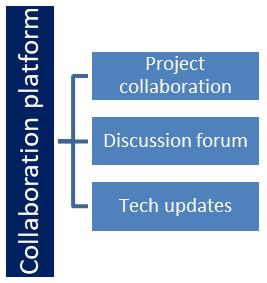 Collaboration platform
Project
collaboration
Discussion forum
Tech updates